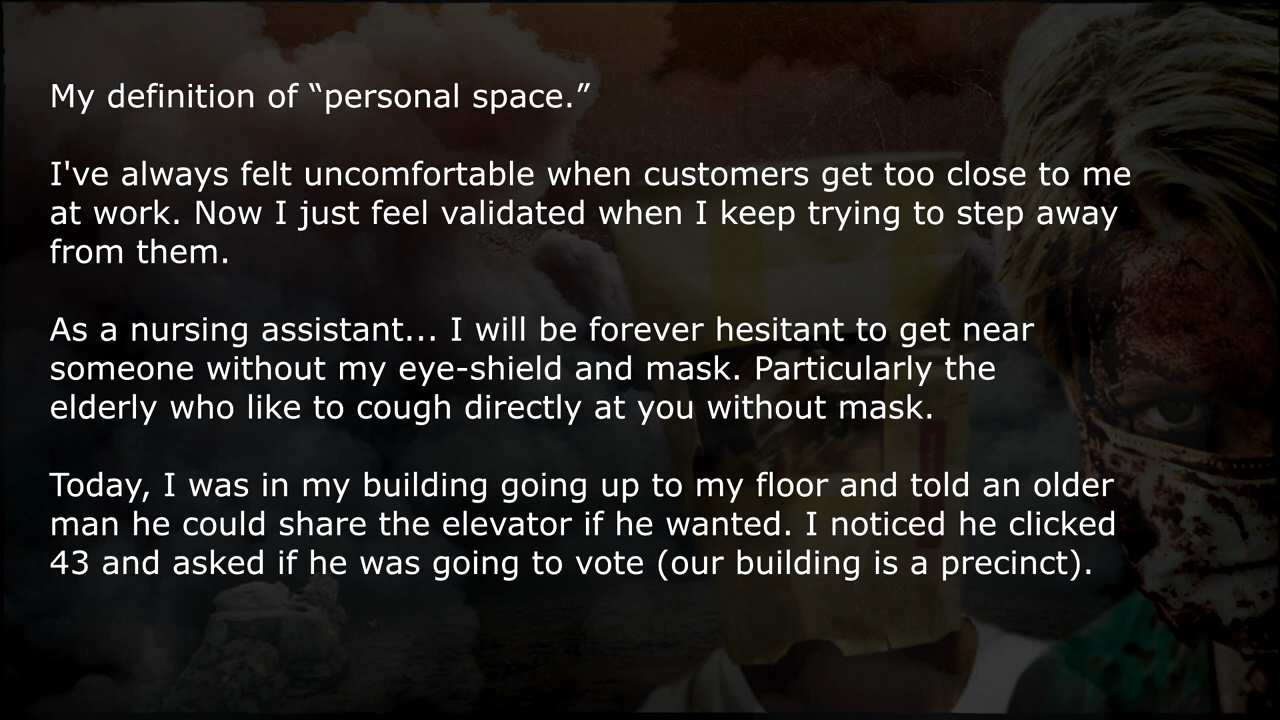 My definition of “personal space.”
I've always felt uncomfortable when customers get too close to me
at work. Now I just feel validated when I keep trying to step away
from them.
As a nursing assistant... I will be forever hesitant to get near
someone without my eye-shield and mask. Particularly the
elderly who like to cough directly at you without mask.
Today, I was in my building going up to my floor and told an older
man he could share the elevator if he wanted. I noticed he clicked
43 and asked if he was going to vote (our building is a precinct).